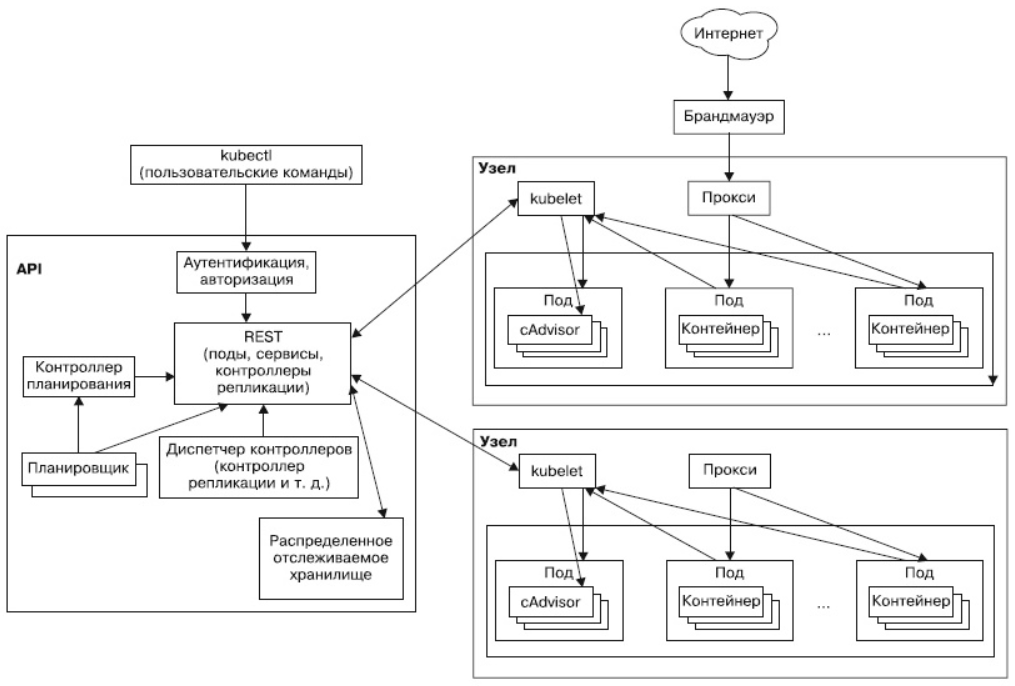 Интернет
Брандмауэр
kubectl
(пользовательские команды)
API
Аутентификация,
авторизация
REST
(поды, сервисы,
контроллеры
репликации)
Контроллер
планирования
Планировщик
Диспетчер контроллеров
(контроллер
репликации и т. д.)
Распределенное
отслеживаемое
хранилище
Узел
kubelet
Прокси
Под
cAdvisor
Под
Контейнер
...
Под
Контейнер
Узел
kubelet
Прокси
Под
cAdvisor
Под
Контейнер
...
Под
Контейнер